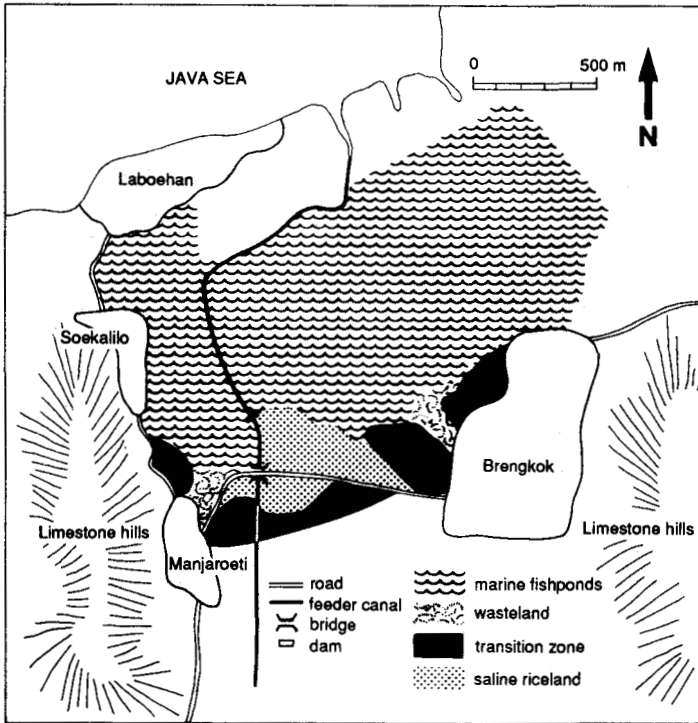 JAVA SEA
0 500 m
N
Laboehan
Soekalilo
Brengkok
Limestone hills
Limestone hills
Manjaroeti
road
feeder canal
bridge
dam
marine fishponds
wasteland
transition zone
saline riceland